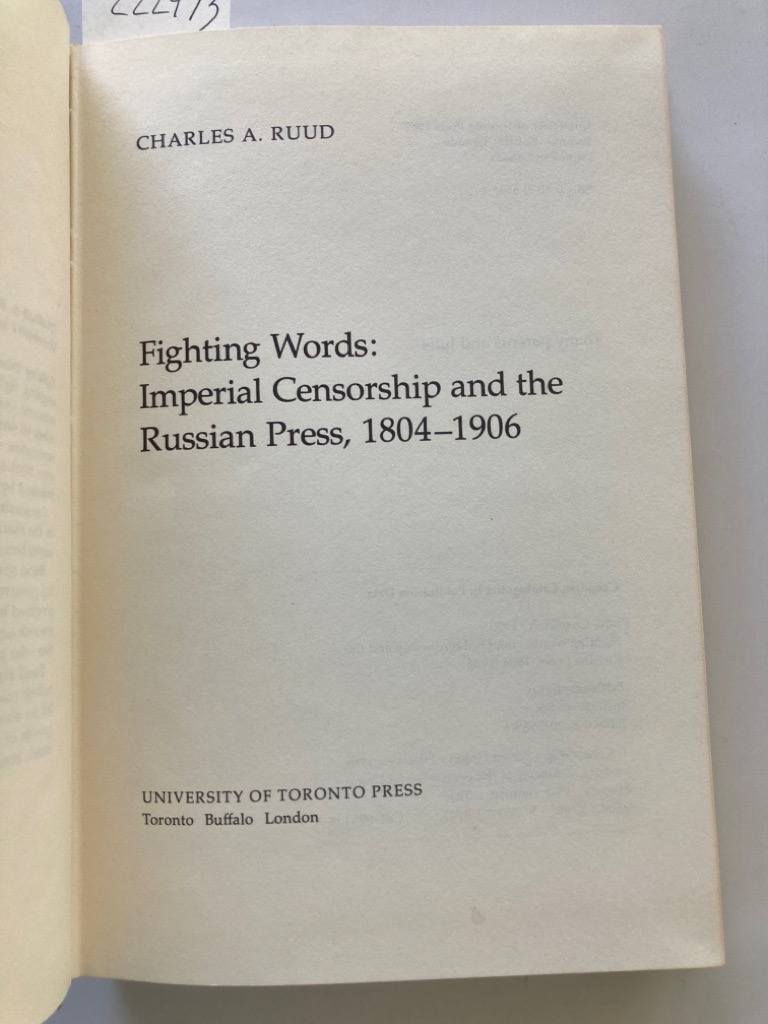 CHARLES A. RUUD
Fighting Words:
Imperial Censorship and the
Russian Press, 1804–1906
UNIVERSITY OF TORONTO PRESS
Toronto Buffalo London